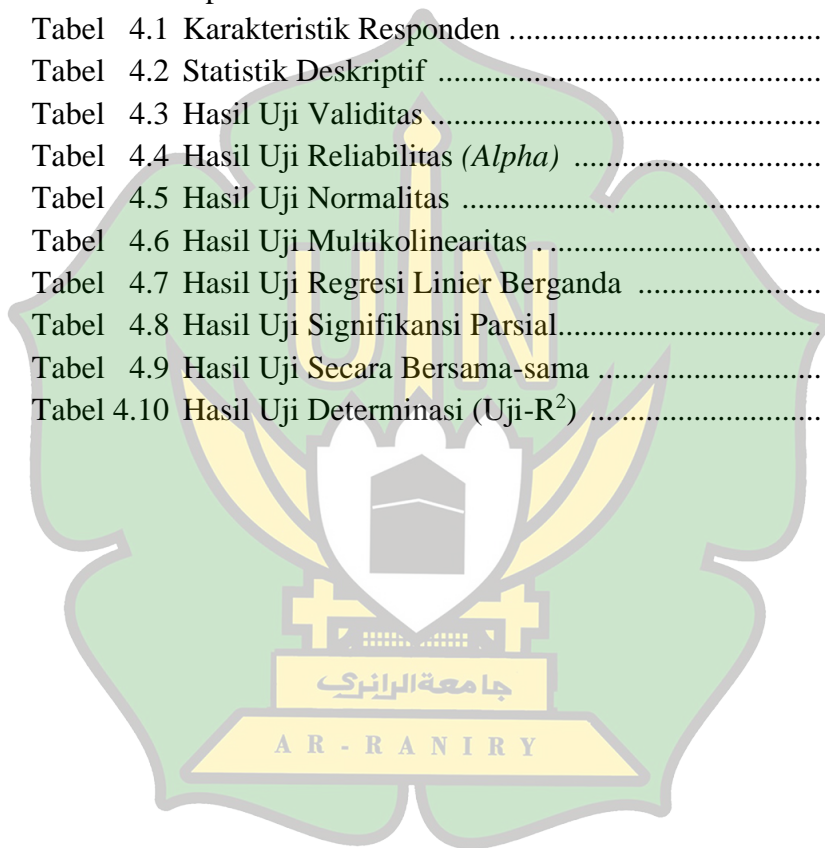 Tabel 4.1 Karakteristik Responden ........................................
Tabel 4.2 Statistik Deskriptif ..................................................
Tabel 4.3 Hasil Uji Validitas ...................................................
Tabel 4.4 Hasil Uji Reliabilitas (Alpha) ................................
Tabel 4.5 Hasil Uji Normalitas ..............................................
Tabel 4.6 Hasil Uji Multikolinearitas .....................................
Tabel 4.7 Hasil Uji Regresi Linier Berganda .......................
Tabel 4.8 Hasil Uji Signifikansi Parsial..................................
Tabel 4.9 Hasil Uji Secara Bersama-sama .............................
Tabel 4.10 Hasil Uji Determinasi (Uji-R²) ..............................
UIN
جامعةالرانري
AR-RANIRY